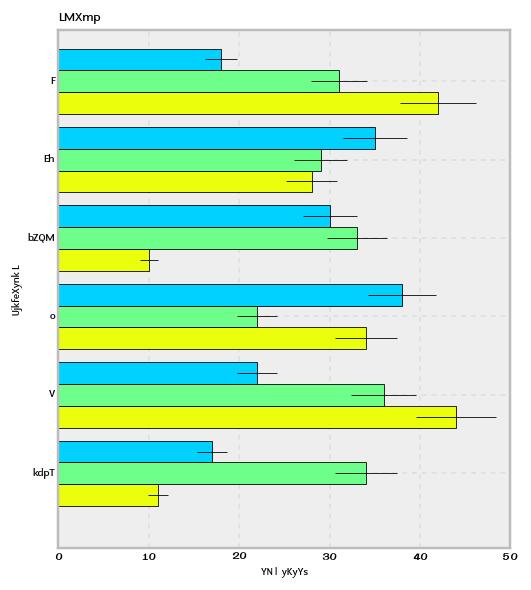 LMXmp
F
Eh
bZQM
o
V
kdpT
UjkfeXynk L
0 10 20 30 40 50
YN l yKyYs